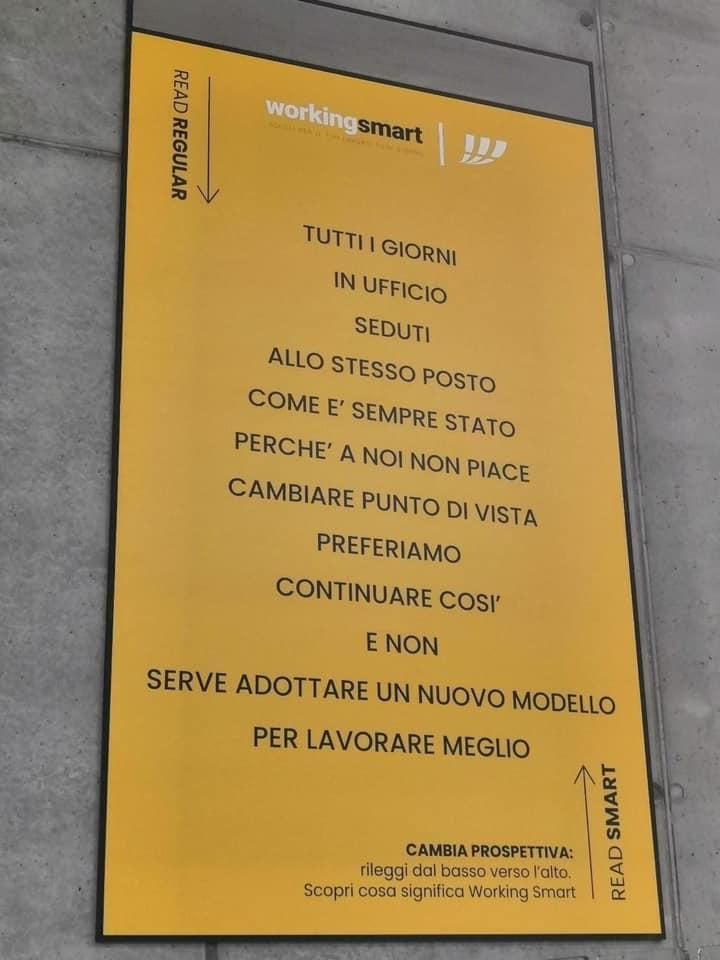 READ REGULAR
workingsmart
TUTTI I GIORNI
IN UFFICIO
SEDUTI
ALLO STESSO POSTO
COME E' SEMPRE STATO
PERCHE' A NOI NON PIACE
CAMBIARE PUNTO DI VISTA
PREFERIAMO
CONTINUARE COSI'
E NON
SERVE ADOTTARE UN NUOVO MODELLO
PER LAVORARE MEGLIO
CAMBIA PROSPETTIVA:
rileggi dal basso verso l'alto.
Scopri cosa significa Working Smart
READ SMART